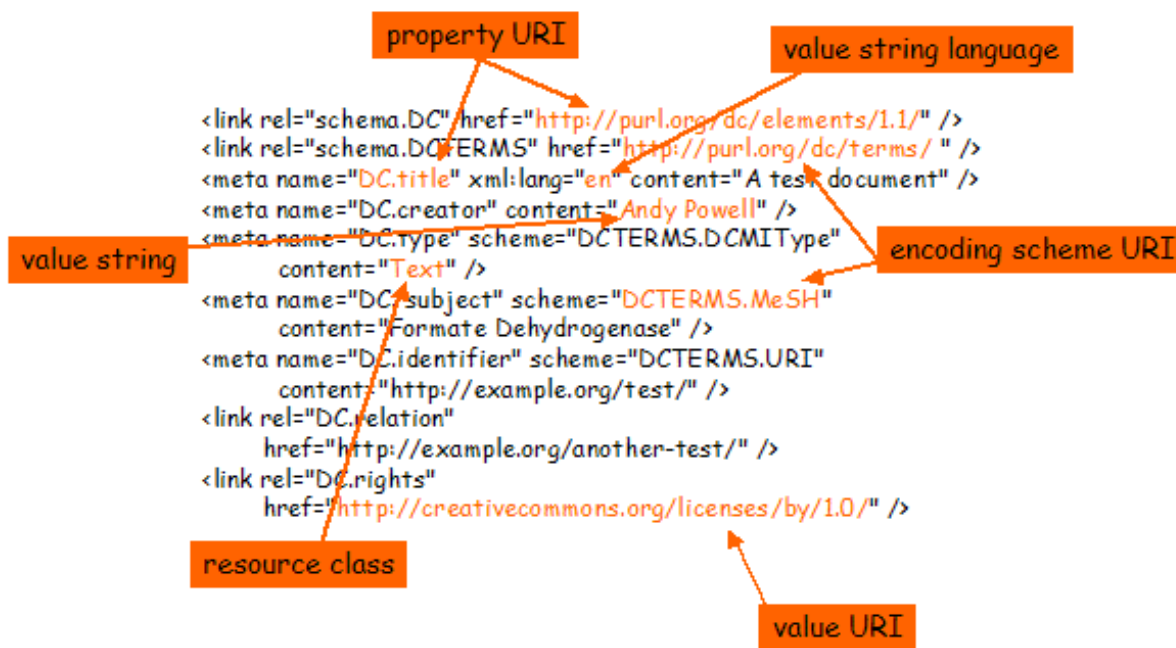 property URI
value string language
<link rel="schema.DC" href="http://purl.org/dc/elements/1.1/" />
<link rel="schema.DCTERMS" href="http://purl.org/dc/terms/ " />
<meta name="DC.title" xml:lang="en" content="A test document" />
<meta name="DC.creator" content="Andy Powell" />
<meta name="DC.type" scheme="DCTERMS.DCMIType"
value string
encoding scheme URI
content="Text" />
<meta name="DC. subject" scheme="DCTERMS.MeSH"
content="Formate Dehydrogenase" />
<meta name="DC.identifier" scheme="DCTERMS.URI"
content="http://example.org/test/" />
<link rel="DC.relation"
href="http://example.org/another-test/" />
<link rel="DC.rights"
href="http://creativecommons.org/licenses/by/1.0/" />
resource class
value URI